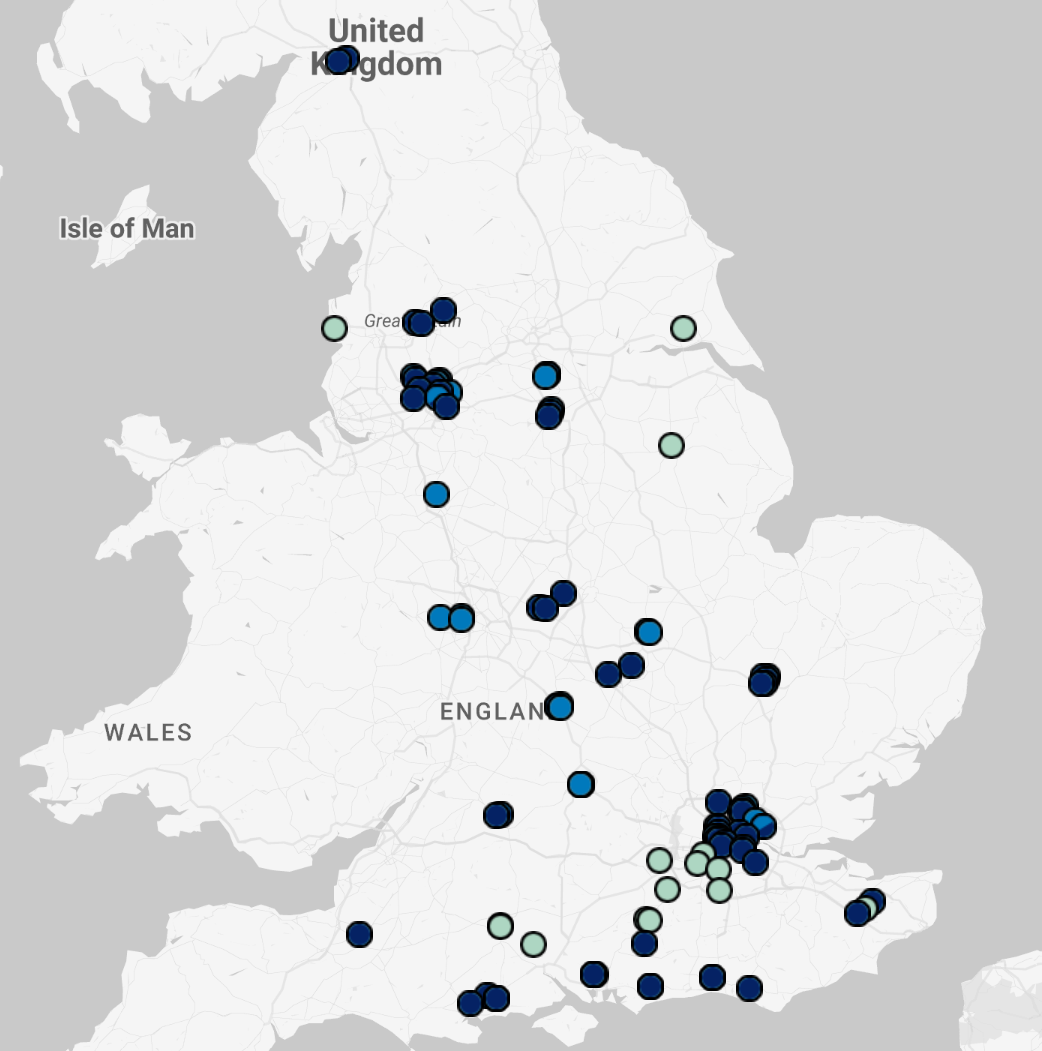 United
Kingdom
Isle of Man
Great Britain
ENGLAND
WALES